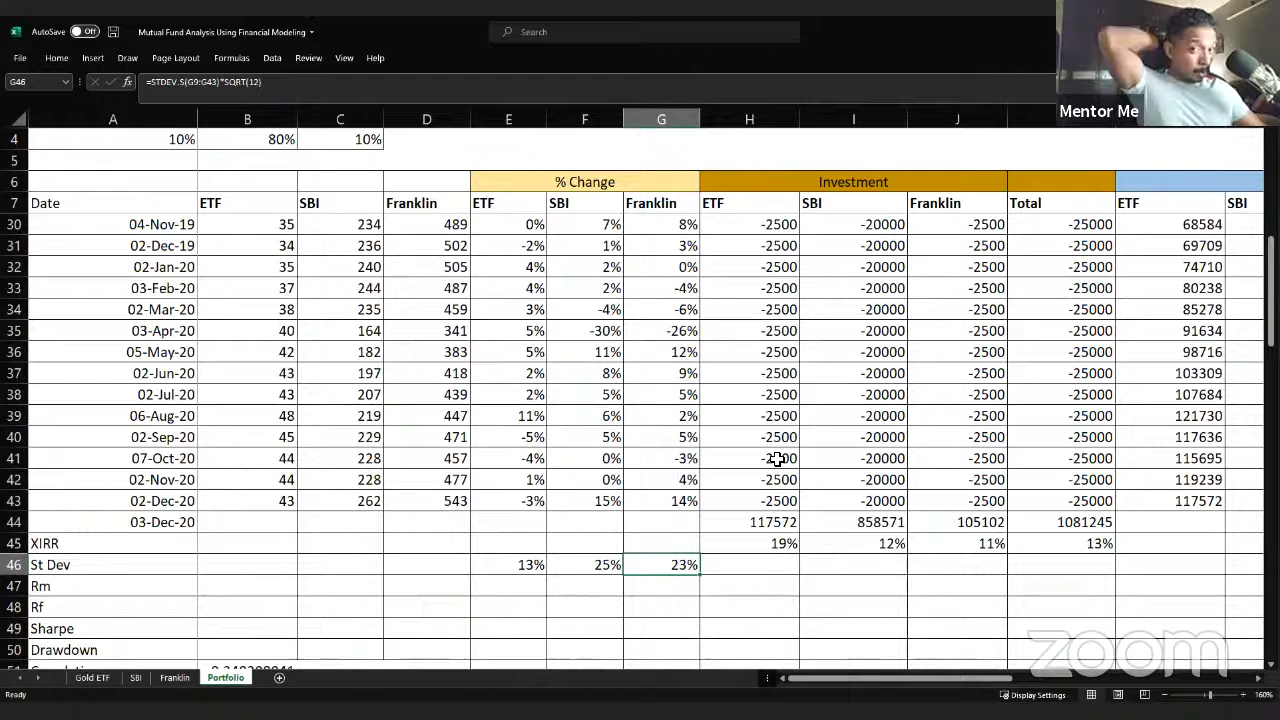 AutoSave Off Mutual Fund Analysis Using Financial Modeling Search
File Home Insert Draw Page Layout Formulas Data Review View Help
Mentor Me
G46 fx =STDEV.S(G9:G43)*SQRT(12)
A B C D E F G H I J
4 10% 80% 10%
5
6 % Change Investment
7 Date ETF SBI Franklin ETF SBI Franklin ETF SBI Franklin Total ETF SBI
30 04-Nov-19 35 234 489 0% 7% 8% -2500 -20000 -2500 -25000 68584
31 02-Dec-19 34 236 502 -2% 1% 3% -2500 -20000 -2500 -25000 69709
32 02-Jan-20 35 240 505 4% 2% 0% -2500 -20000 -2500 -25000 74710
33 03-Feb-20 37 244 487 4% 2% -4% -2500 -20000 -2500 -25000 80238
34 02-Mar-20 38 235 459 3% -4% -6% -2500 -20000 -2500 -25000 85278
35 03-Apr-20 40 164 341 5% -30% -26% -2500 -20000 -2500 -25000 91634
36 05-May-20 42 182 383 5% 11% 12% -2500 -20000 -2500 -25000 98716
37 02-Jun-20 43 197 418 2% 8% 9% -2500 -20000 -2500 -25000 103309
38 02-Jul-20 43 207 439 2% 5% 5% -2500 -20000 -2500 -25000 107684
39 06-Aug-20 48 219 447 11% 6% 2% -2500 -20000 -2500 -25000 121730
40 02-Sep-20 45 229 471 -5% 5% 5% -2500 -20000 -2500 -25000 117636
41 07-Oct-20 44 228 457 -4% 0% -3% -2500 -20000 -2500 -25000 115695
42 02-Nov-20 44 228 477 1% 0% 4% -2500 -20000 -2500 -25000 119239
43 02-Dec-20 43 262 543 -3% 15% 14% -2500 -20000 -2500 -25000 117572
44 03-Dec-20 117572 858571 105102 1081245
45 XIRR 19% 12% 11% 13%
46 St Dev 13% 25% 23%
47 Rm
48 Rf
49 Sharpe
50 Drawdown
zoom
Gold ETF SBI Franklin Portfolio
Ready Display Settings 160%